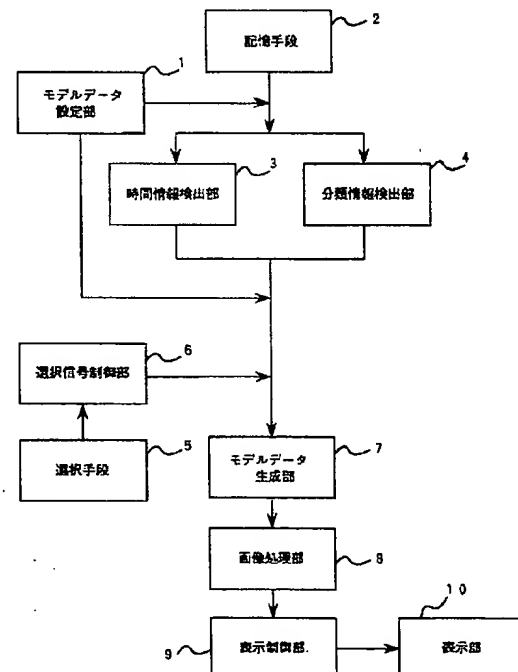 2
記憶手段
1
モデルデータ
設定部
3
時間情報検出部
4
分類情報検出部
6
選択信号制御部
5
選択手段
7
モデルデータ
生成部
8
画像処理部
9
表示制御部
10
表示部